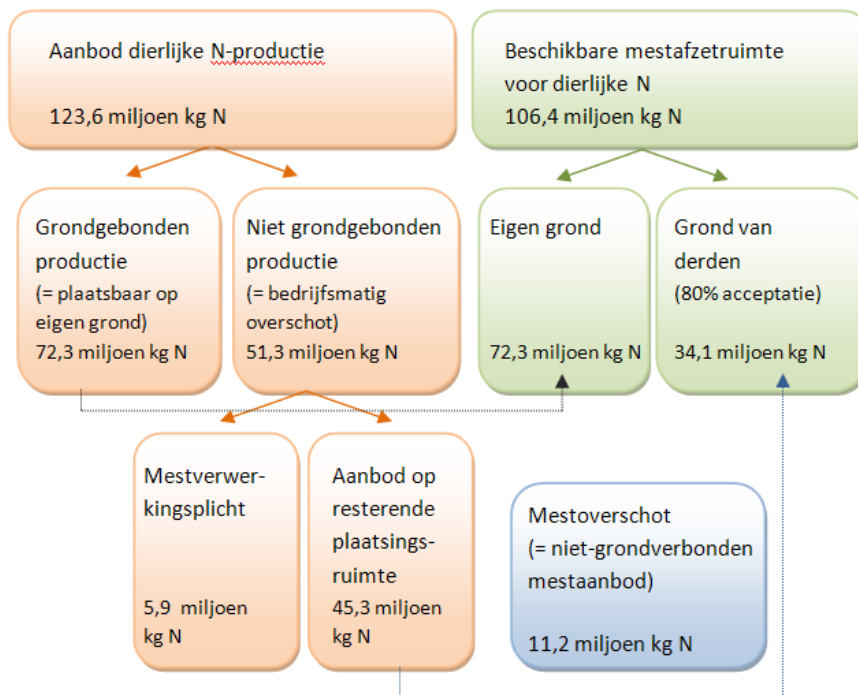 Aanbod dierlijke N-productie
123,6 miljoen kg N
Beschikbare mestafzetruimte
voor dierlijke N
106,4 miljoen kg N
Grondgebonden
productie
(= plaatsbaar op
eigen grond)
72,3 miljoen kg N
Niet grondgebonden
productie
(= bedrijfsmatig
overschot)
51,3 miljoen kg N
Eigen grond
72,3 miljoen kg N
Grond van
derden
(80% acceptatie)
34,1 miljoen kg N
Mestverwer-
kingsplicht
5,9 miljoen
kg N
Aanbod op
resterende
plaatsings-
ruimte
45,3 miljoen
kg N
Mestoverschot
(= niet-grondverbonden
mestaanbod)
11,2 miljoen kg N